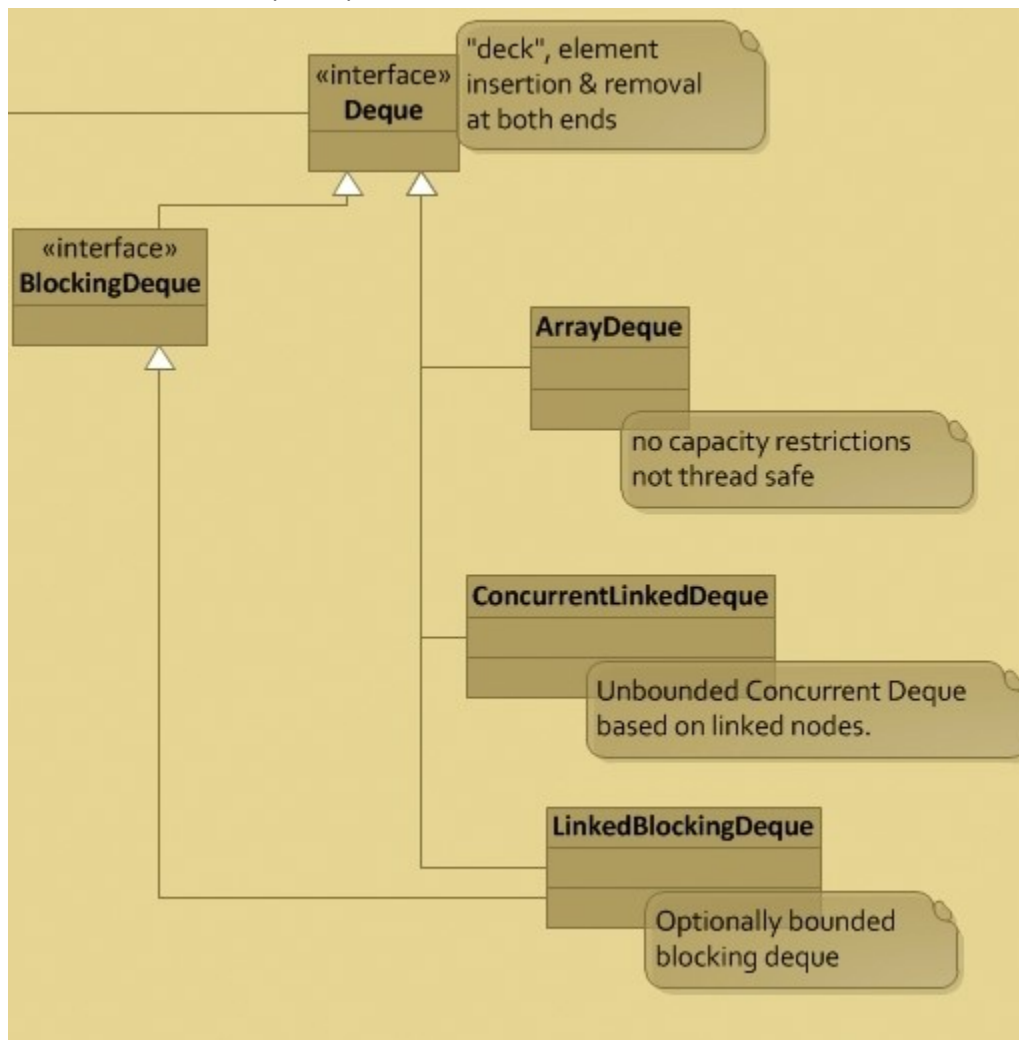 «interface»
Deque
"deck", element
insertion & removal
at both ends
«interface»
BlockingDeque
ArrayDeque
no capacity restrictions
not thread safe
ConcurrentLinkedDeque
Unbounded Concurrent Deque
based on linked nodes.
LinkedBlockingDeque
Optionally bounded
blocking deque